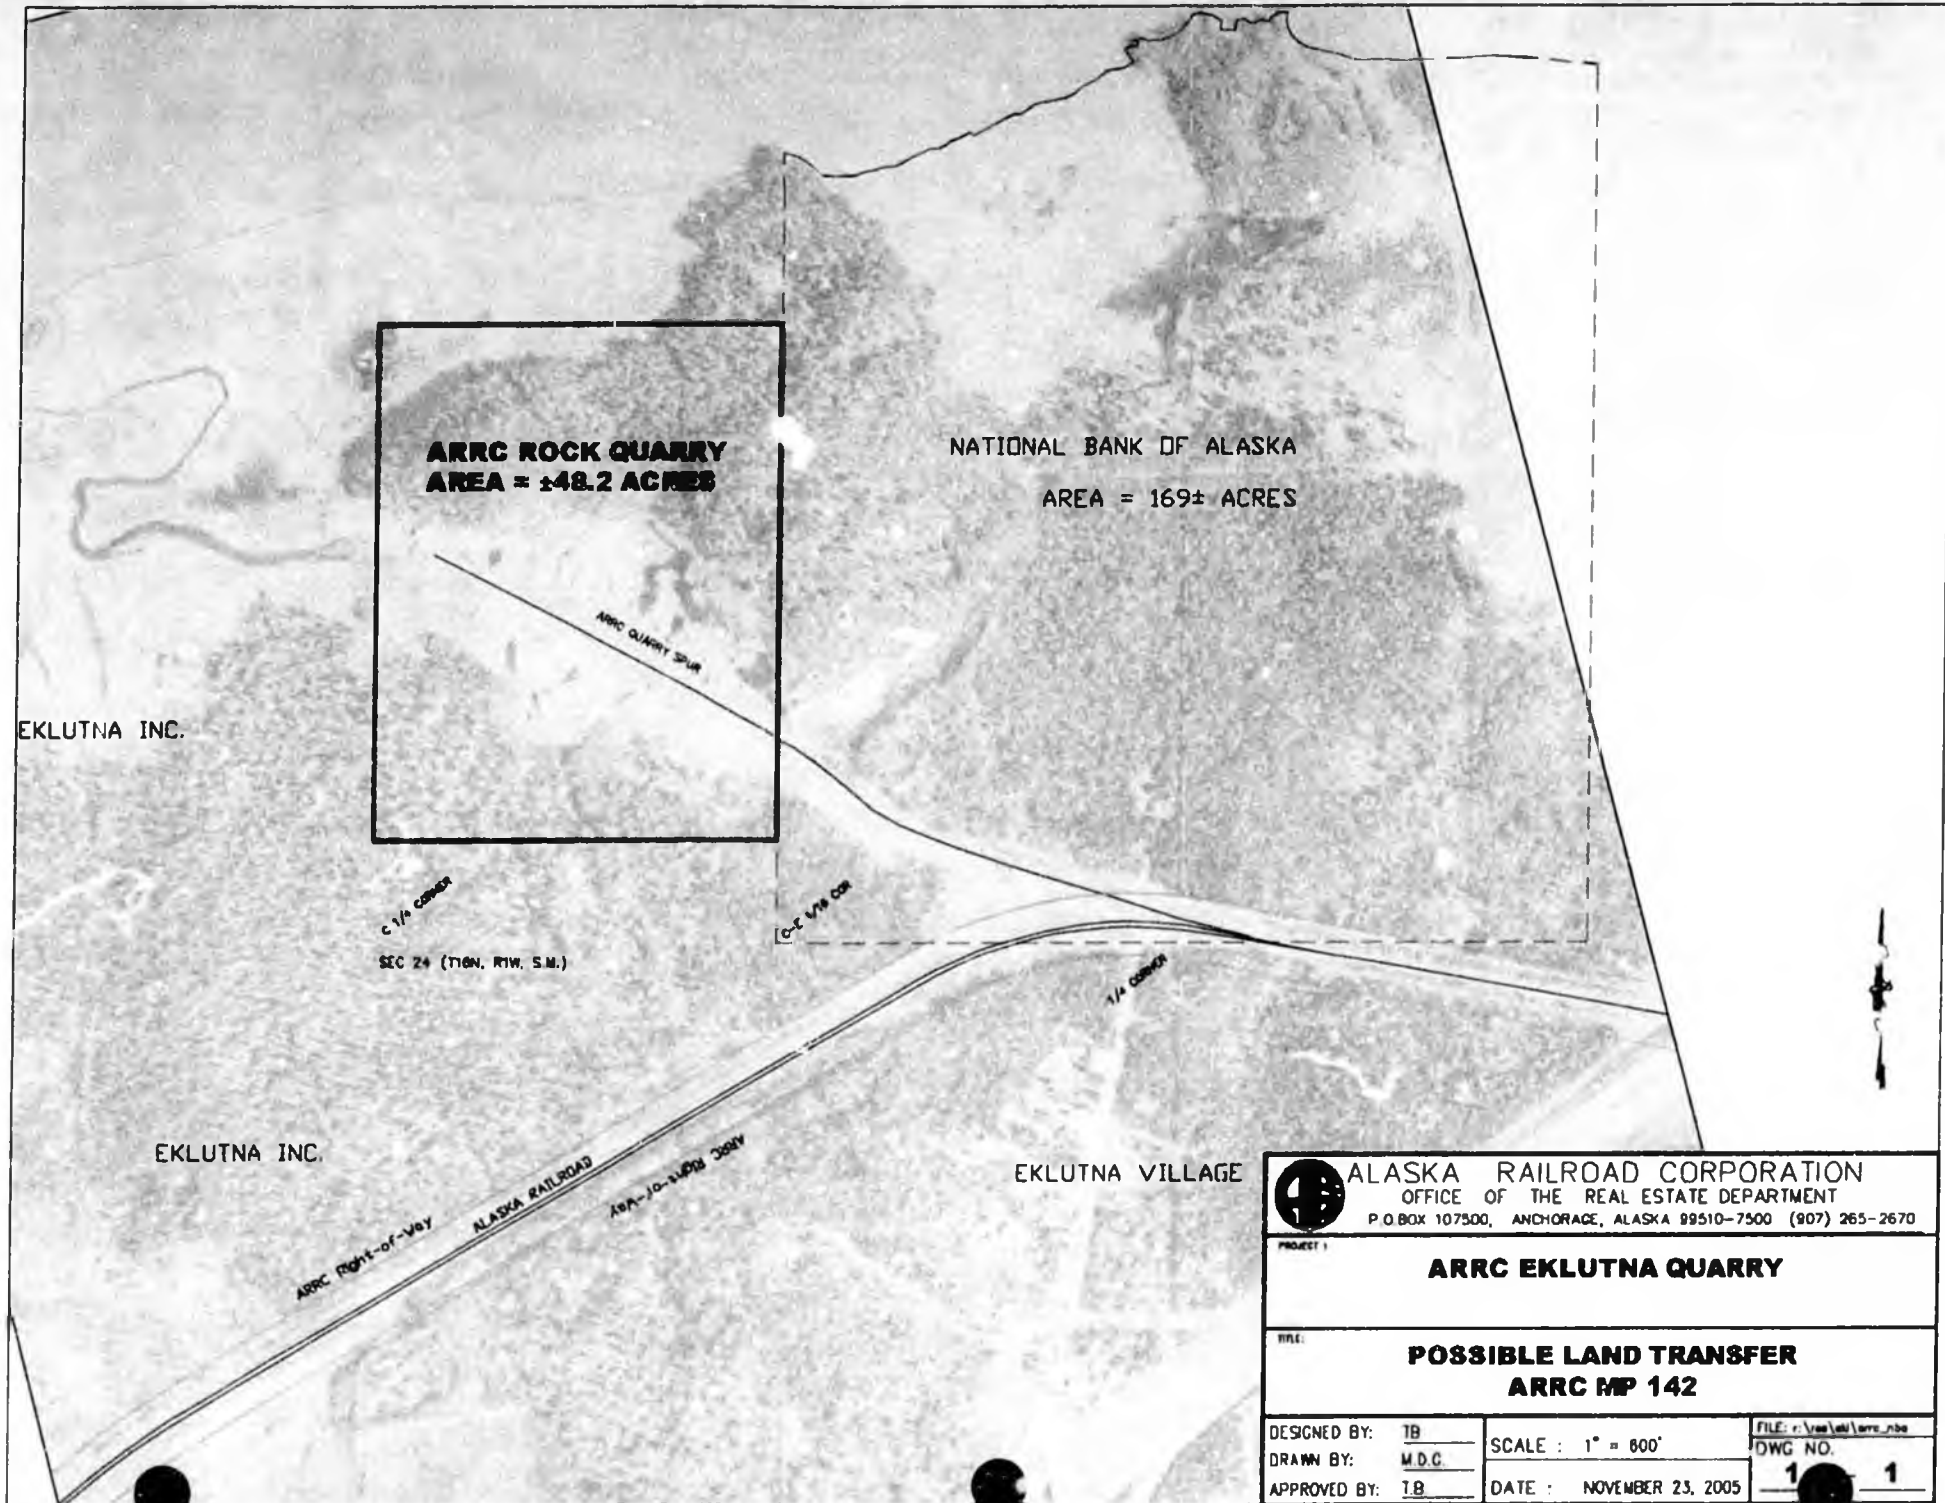 ARRC ROCK QUARRY
AREA = ±48.2 ACRES
NATIONAL BANK OF ALASKA
AREA = 169± ACRES
ARRC QUARRY SPUR
EKLUTNA INC.
C 1/4 CORNER
C-E 1/16 COR
SEC 24 (T16N, R1W, S.M.)
1/4 CORNER
EKLUTNA INC.
ARRC Right-of-Way
ALASKA RAILROAD
ARRC Right-of-Way
EKLUTNA VILLAGE
ALASKA RAILROAD CORPORATION
OFFICE OF THE REAL ESTATE DEPARTMENT
P.O.BOX 107500, ANCHORAGE, ALASKA 99510-7500 (907) 265-2670
PROJECT:
ARRC EKLUTNA QUARRY
TITLE:
POSSIBLE LAND TRANSFER
ARRC MP 142
DESIGNED BY: TB
DRAWN BY: M.D.C.
APPROVED BY: T.B
SCALE : 1" = 600'
DATE : NOVEMBER 23, 2005
FILE:
DWG NO.
1 1